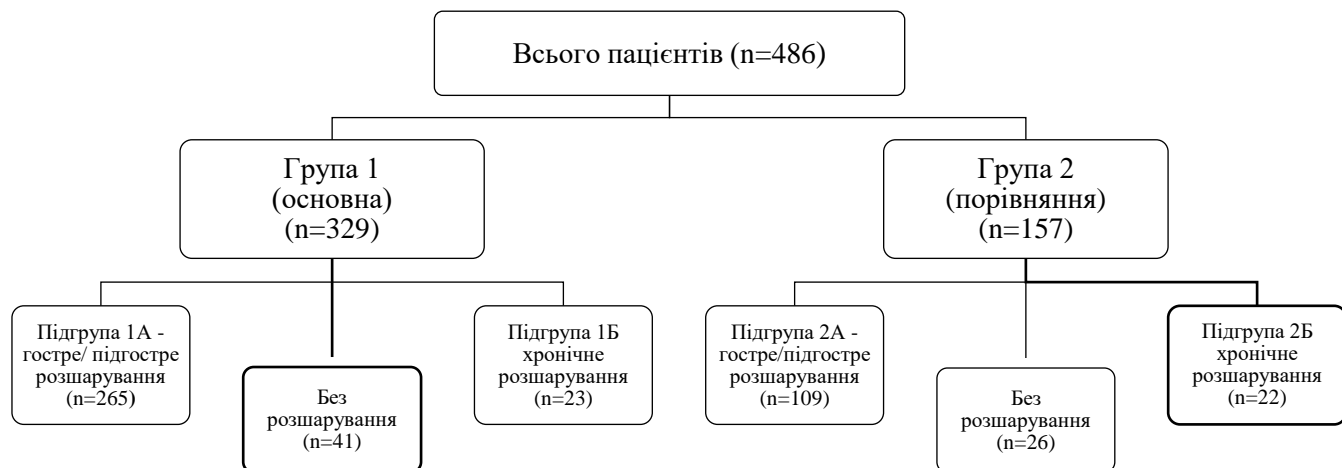 Всього пацієнтів (n=486)
Група 1
(основна)
(n=329)
Група 2
(порівняння)
(n=157)
Підгрупа 1А -
гостре/ підгостре
розшарування
(n=265)
Без
розшарування
(n=41)
Підгрупа 1Б
хронічне
розшарування
(n=23)
Підгрупа 2А -
гостре/підгостре
розшарування
(n=109)
Без
розшарування
(n=26)
Підгрупа 2Б
хронічне
розшарування
(n=22)